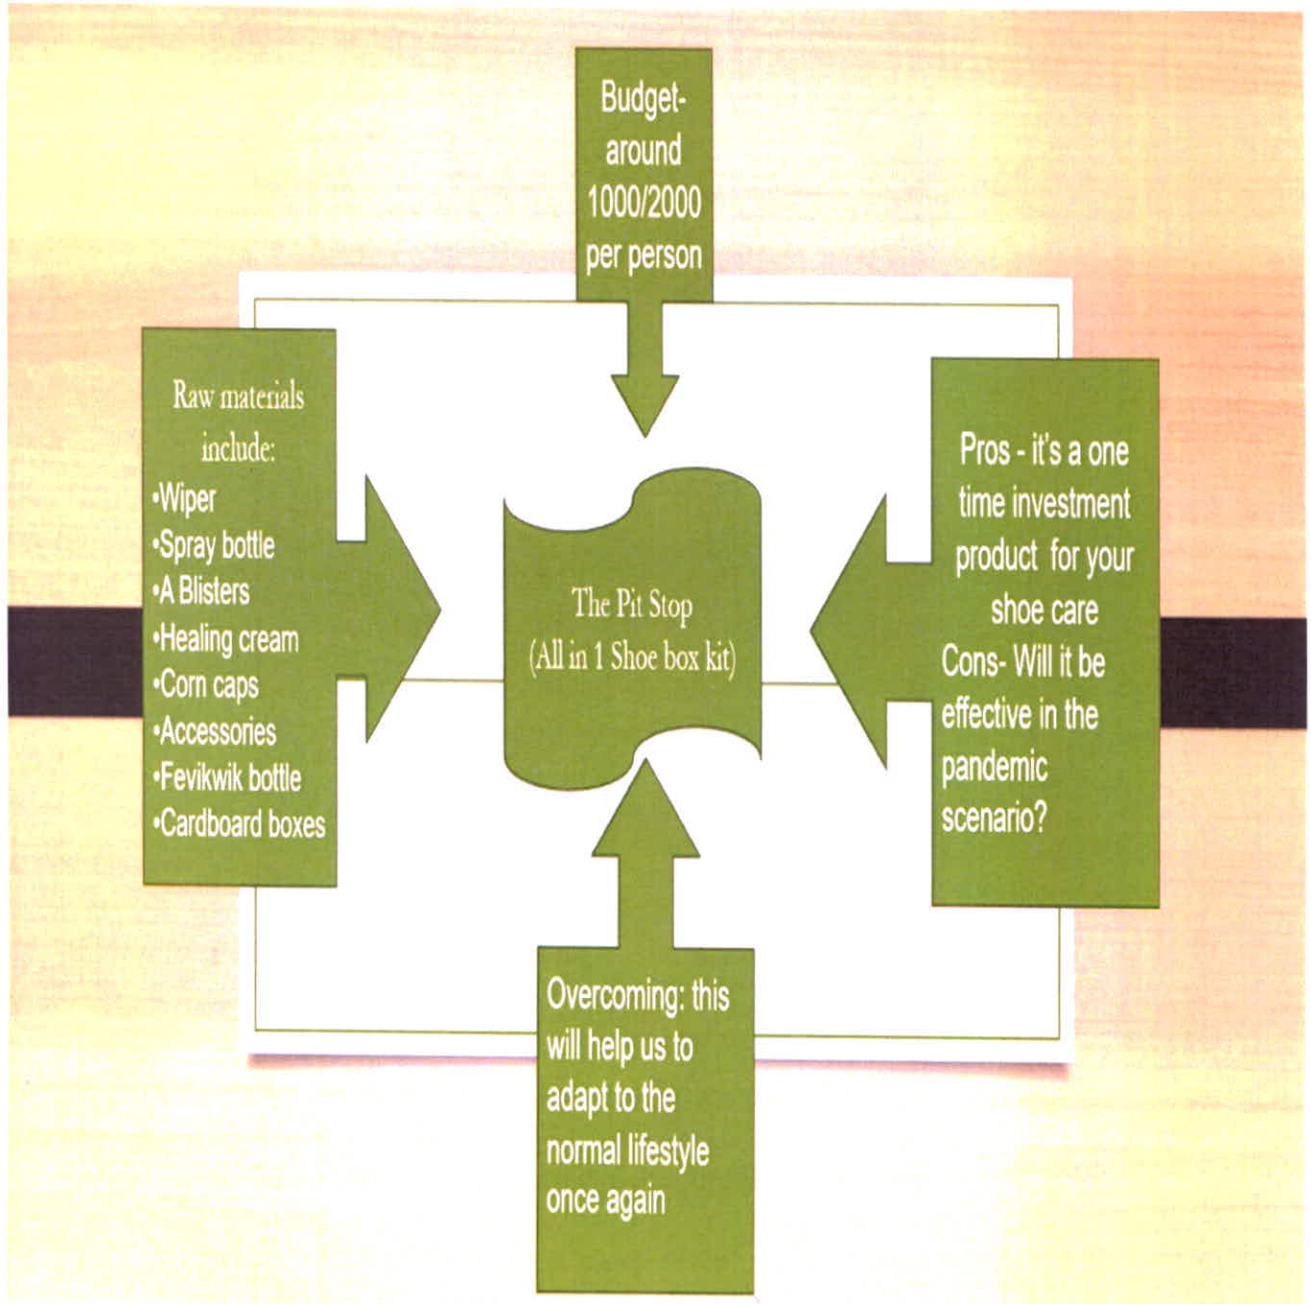 Budget-
around
1000/2000
per person
Raw materials
include:
•Wiper
•Spray bottle
•A Blisters
•Healing cream
•Corn caps
•Accessories
•Fevikwik bottle
•Cardboard boxes
The Pit Stop
(All in 1 Shoe box kit)
Pros - it's a one
time investment
product for your
shoe care
Cons- Will it be
effective in the
pandemic
scenario?
Overcoming: this
will help us to
adapt to the
normal lifestyle
once again